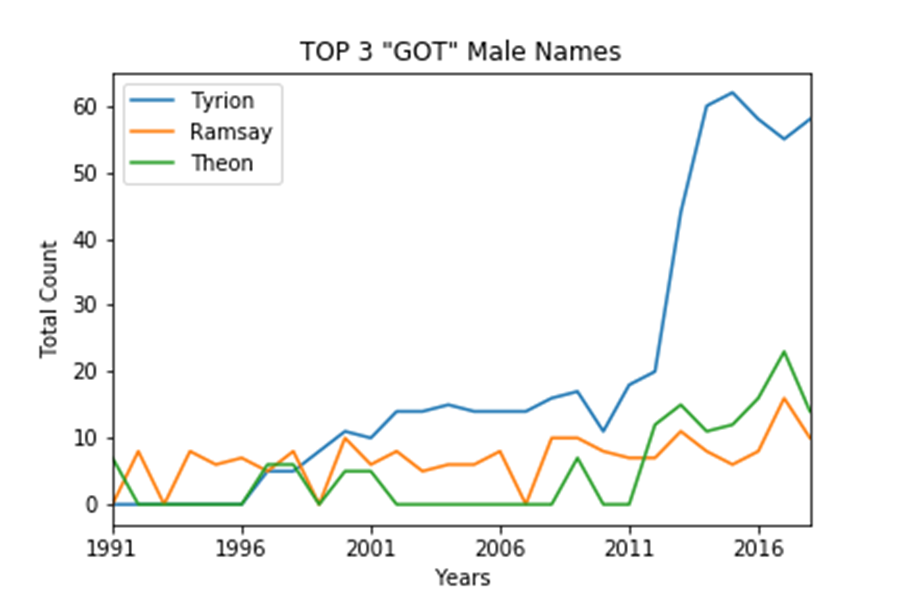 TOP 3 "GOT" Male Names
Tyrion
Ramsay
Theon
Total Count
60
50
40
30
20
10
0
1991 1996 2001 2006 2011 2016
Years